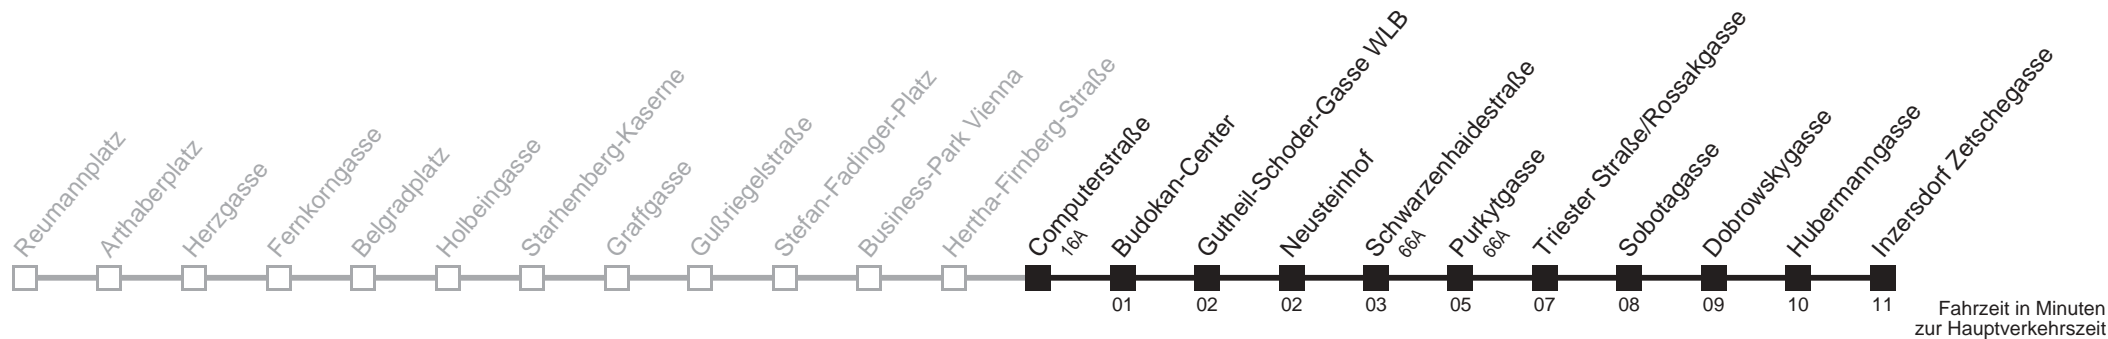 Reumannplatz
Arthaberplatz
Herzgasse
Fernkorngasse
Belgradplatz
Holbeingasse
Starhemberg-Kaserne
Graffgasse
Gußriegelstraße
Stefan-Fadinger-Platz
Business-Park Vienna
Hertha-Firnberg-Straße
Computerstraße
16A
Budokan-Center
Gutheil-Schoder-Gasse WLB
Neusteinhof
Schwarzenhaidestraße
66A
Purkytgasse
66A
Triester Straße/Rossakgasse
Sobotagasse
Dobrowskygasse
Hubermanngasse
Inzersdorf Zetschegasse
01 02 02 03 05 07 08 09 10 11
Fahrzeit in Minuten
zur Hauptverkehrszeit